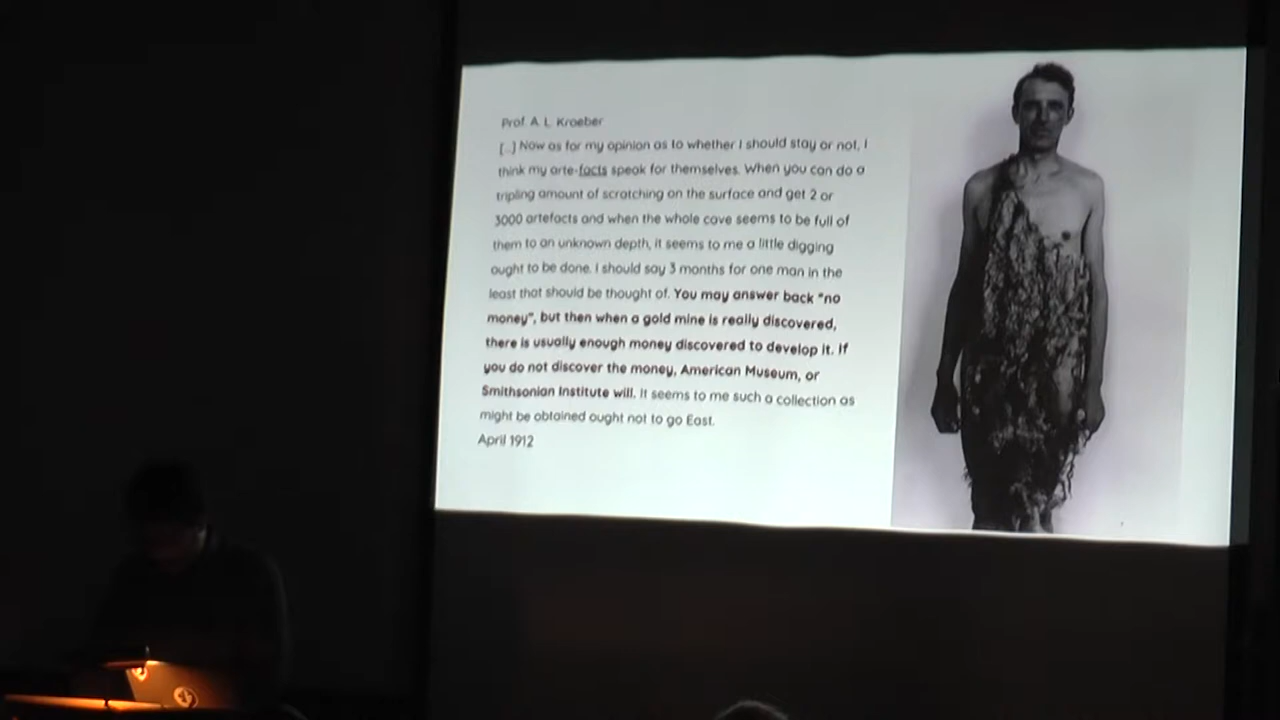 Prof. A. L. Kroeber
[...] Now as for my opinion as to whether I should stay or not, I
think my arte-facts speak for themselves. When you can do a
tripling amount of scratching on the surface and get 2 or
3000 artefacts and when the whole cave seems to be full of
them to an unknown depth, it seems to me a little digging
ought to be done. I should say 3 months for one man in the
least that should be thought of. You may answer back "no
money", but then when a gold mine is really discovered,
there is usually enough money discovered to develop it. If
you do not discover the money, American Museum, or
Smithsonian Institute will. It seems to me such a collection as
might be obtained ought not to go East.
April 1912